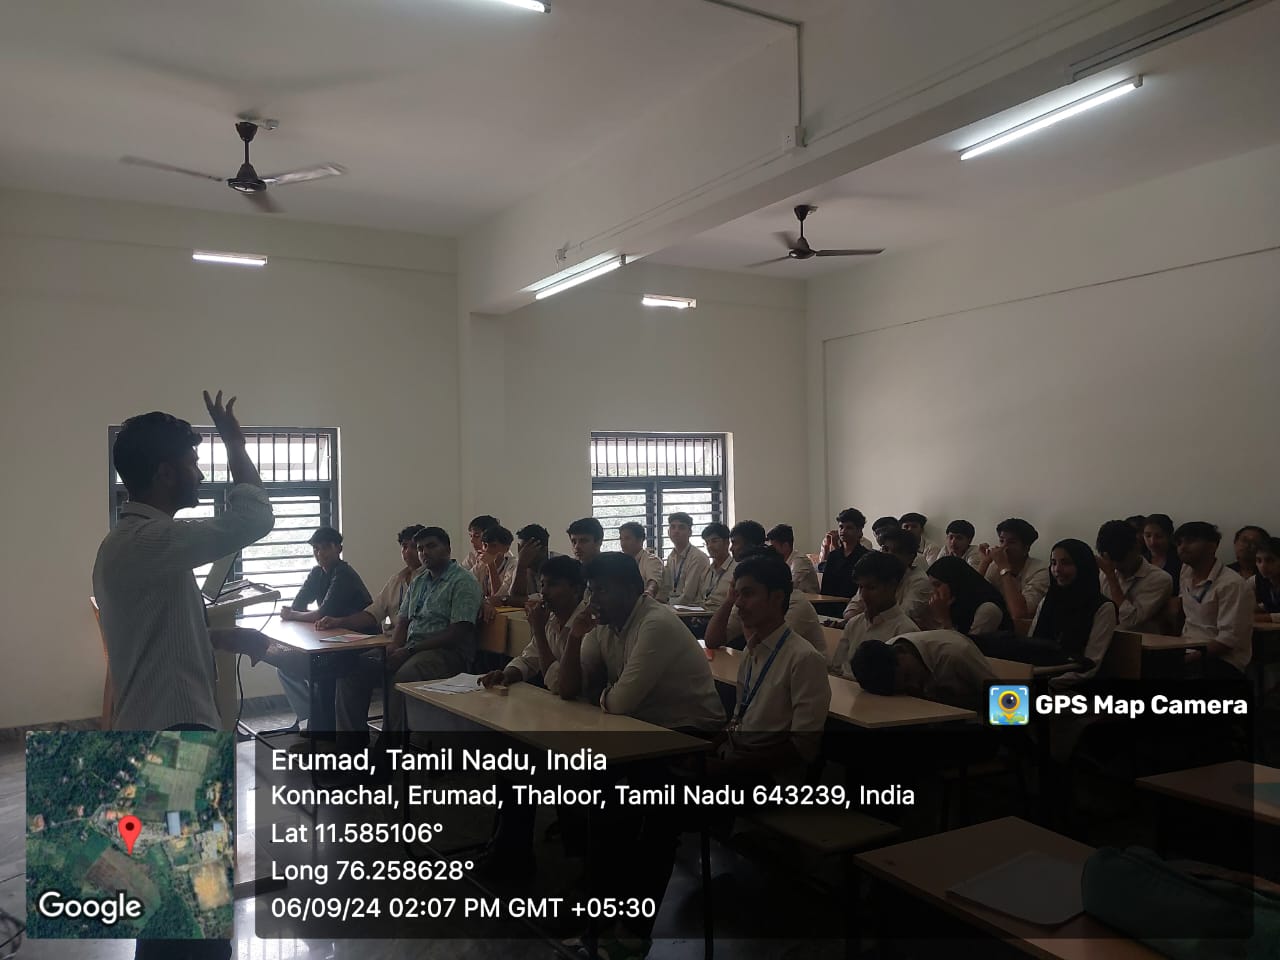 GPS Map Camera
Erumad, Tamil Nadu, India
Konnachal, Erumad, Thaloor, Tamil Nadu 643239, India
Lat 11.585106°
Long 76.258628°
06/09/24 02:07 PM GMT +05:30
Google